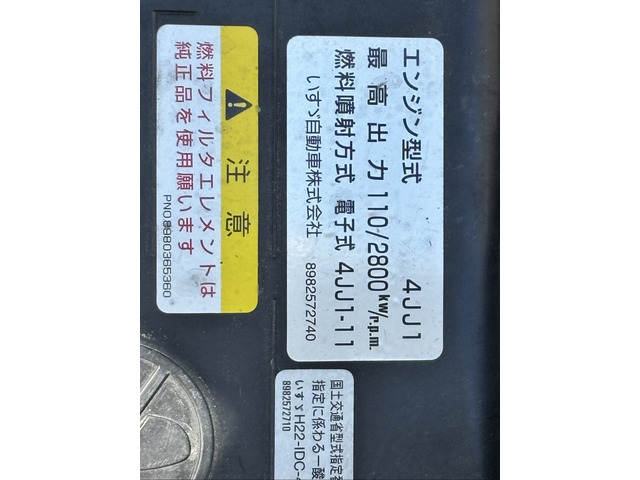 エンジン型式 4JJ1
最高出力 110/2800 kW/r.p.m.
燃料噴射方式 電子式 4JJ1-11
いすゞ自動車株式会社 8982572740
注意
燃料フィルタエレメントは
純正品を使用願います
PNO8980365360
国土交通省型式指定
指定に係わる一酸
いすゞH22-IDC-
8982572710